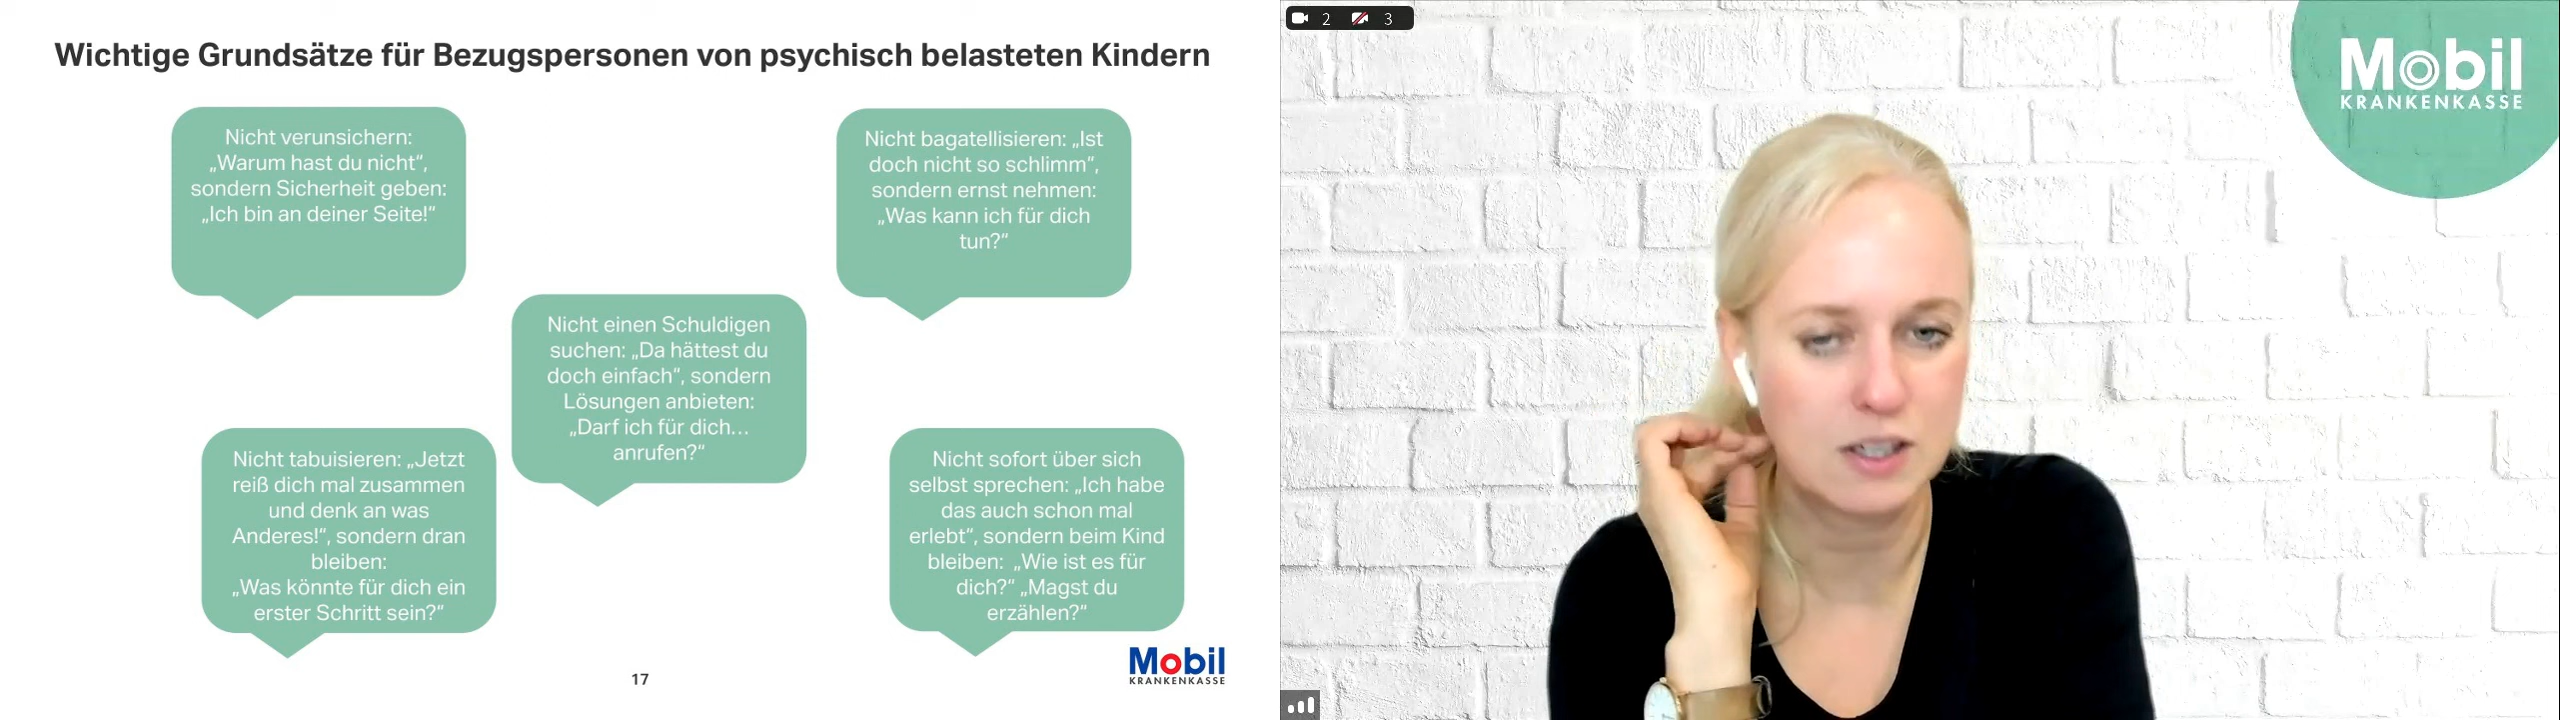 Wichtige Grundsätze für Bezugspersonen von psychisch belasteten Kindern
Nicht verunsichern:
„Warum hast du nicht“,
sondern Sicherheit geben:
„Ich bin an deiner Seite!“
Nicht bagatellisieren: „Ist
doch nicht so schlimm“,
sondern ernst nehmen:
„Was kann ich für dich
tun?“
Nicht einen Schuldigen
suchen: „Da hättest du
doch einfach“, sondern
Lösungen anbieten:
„Darf ich für dich…
anrufen?“
Nicht tabuisieren: „Jetzt
reiß dich mal zusammen
und denk an was
Anderes!“, sondern dran
bleiben:
„Was könnte für dich ein
erster Schritt sein?“
Nicht sofort über sich
selbst sprechen: „Ich habe
das auch schon mal
erlebt“, sondern beim Kind
bleiben: „Wie ist es für
dich?“ „Magst du
erzählen?“
17
Mobil
KRANKENKASSE
2 3
Mobil
KRANKENKASSE